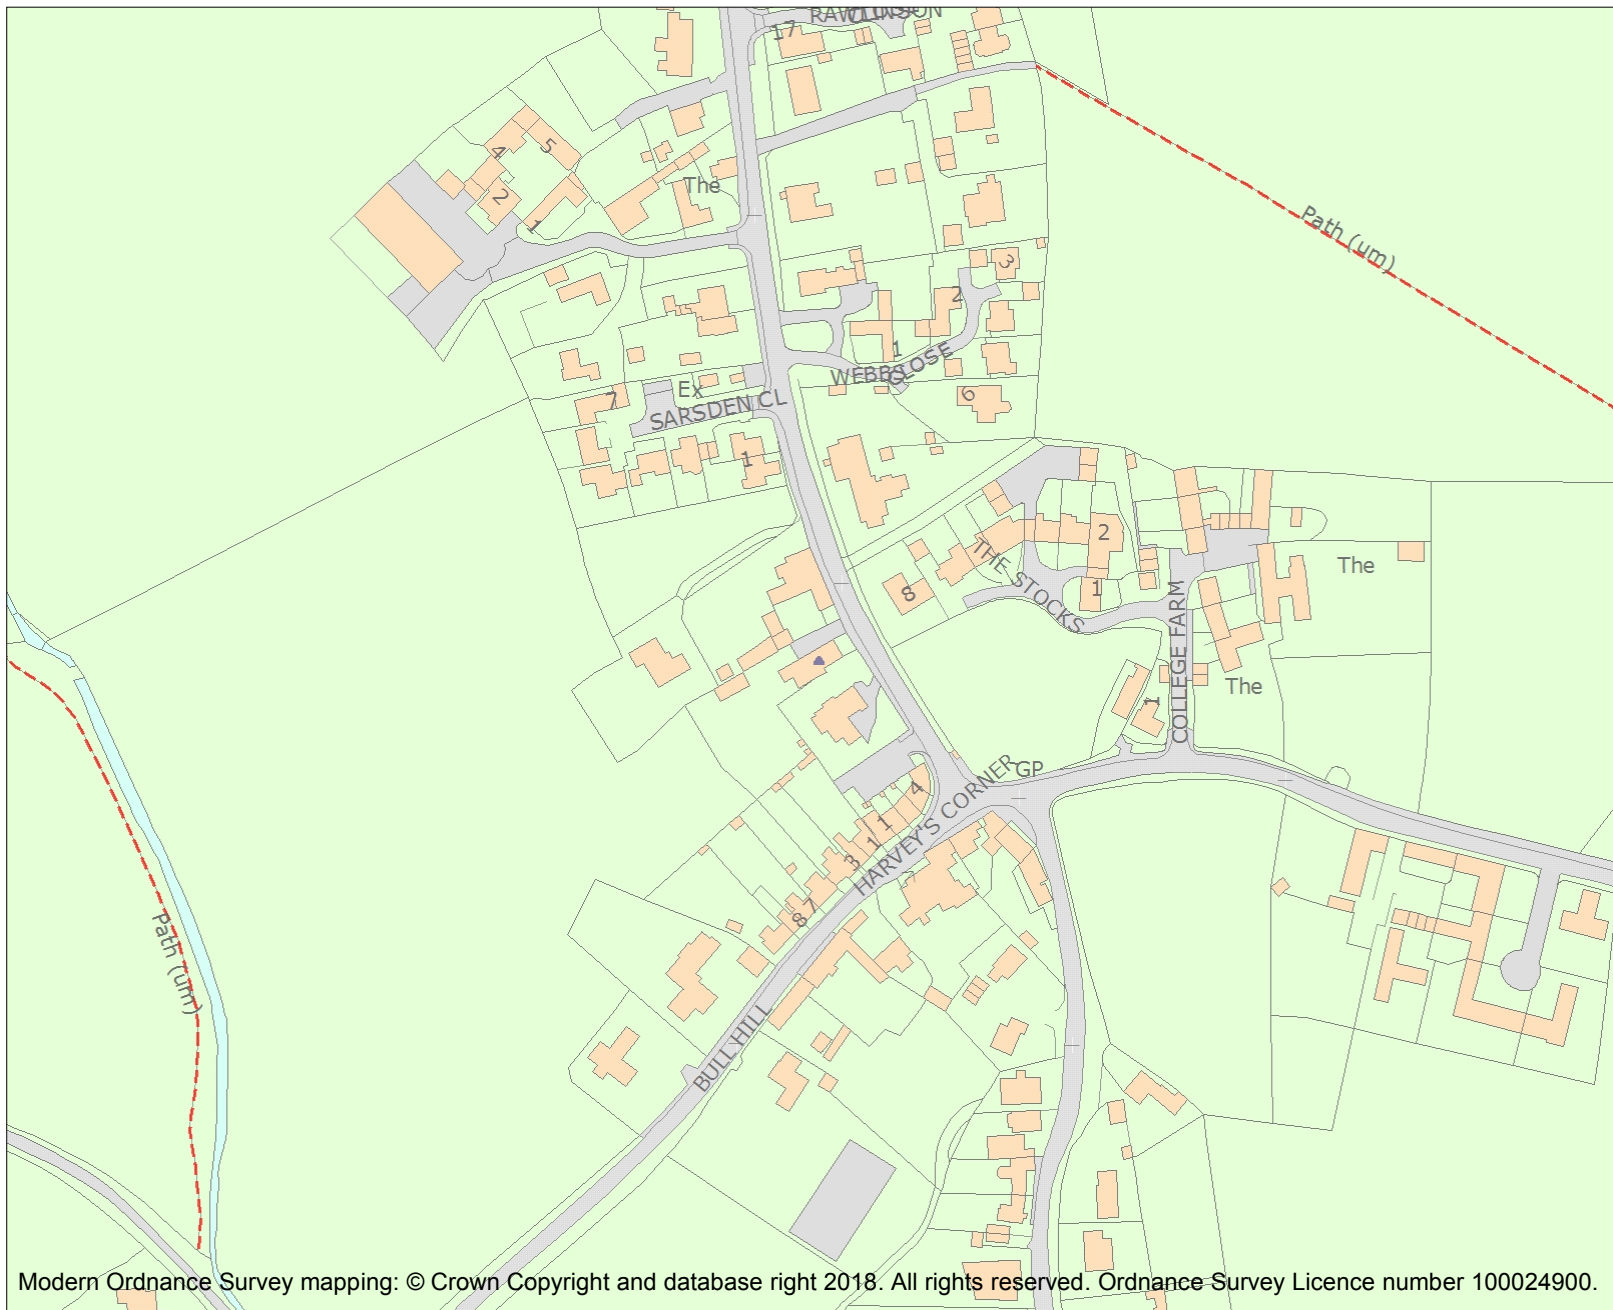 RAWLINSON
17
4
5
2
1
The
Path (um)
3
2
1
WEBBS
CLOSE
Ex
7
SARSDEN CL
6
1
2
THE STOCKS
8
1
The
COLLEGE FARM
The
1
GP
HARVEY'S CORNER
4
1
1
3
7
8
Path (um)
BULL HILL
Modern Ordnance Survey mapping: © Crown Copyright and database right 2018. All rights reserved. Ordnance Survey Licence number 100024900.